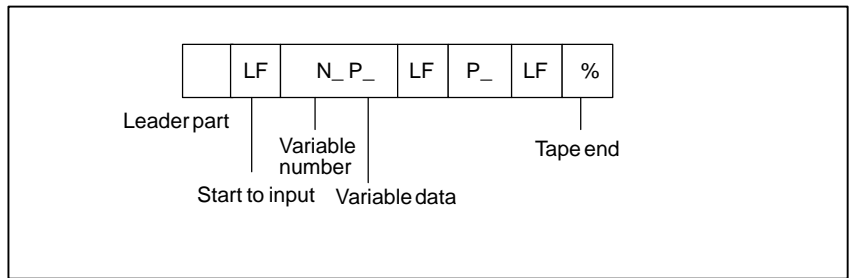 LF N_ P_ LF P_ LF %
Leader part
Variable number
Tape end
Start to input
Variable data